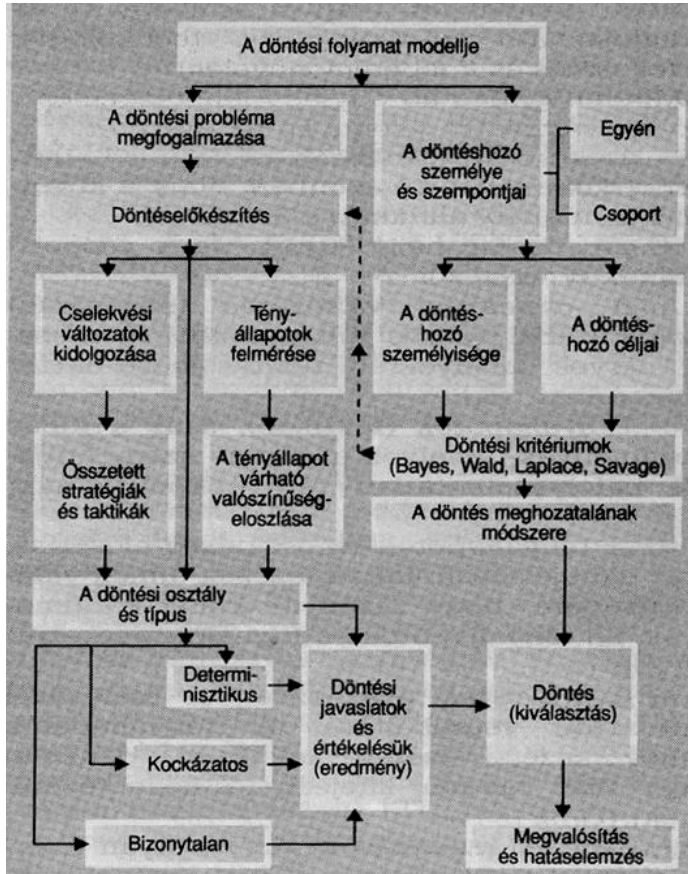 A döntési folyamat modellje
A döntési probléma
megfogalmazása
A döntéshozó
személye
és szempontjai
Egyén
Csoport
Döntéselőkészítés
Cselekvési
változatok
kidolgozása
Tény-
állapotok
felmérése
A döntés-
hozó
személyisége
A döntés-
hozó céljai
Összetett
stratégiák
és taktikák
A tényállapot
várható
valószínűség-
eloszlása
Döntési kritériumok
(Bayes, Wald, Laplace, Savage)
A döntés meghozatalának
módszere
A döntési osztály
és típus
Determi-
nisztikus
Kockázatos
Bizonytalan
Döntési
javaslatok
és
értékelésük
(eredmény)
Döntés
(kiválasztás)
Megvalósítás
és hatáselemzés